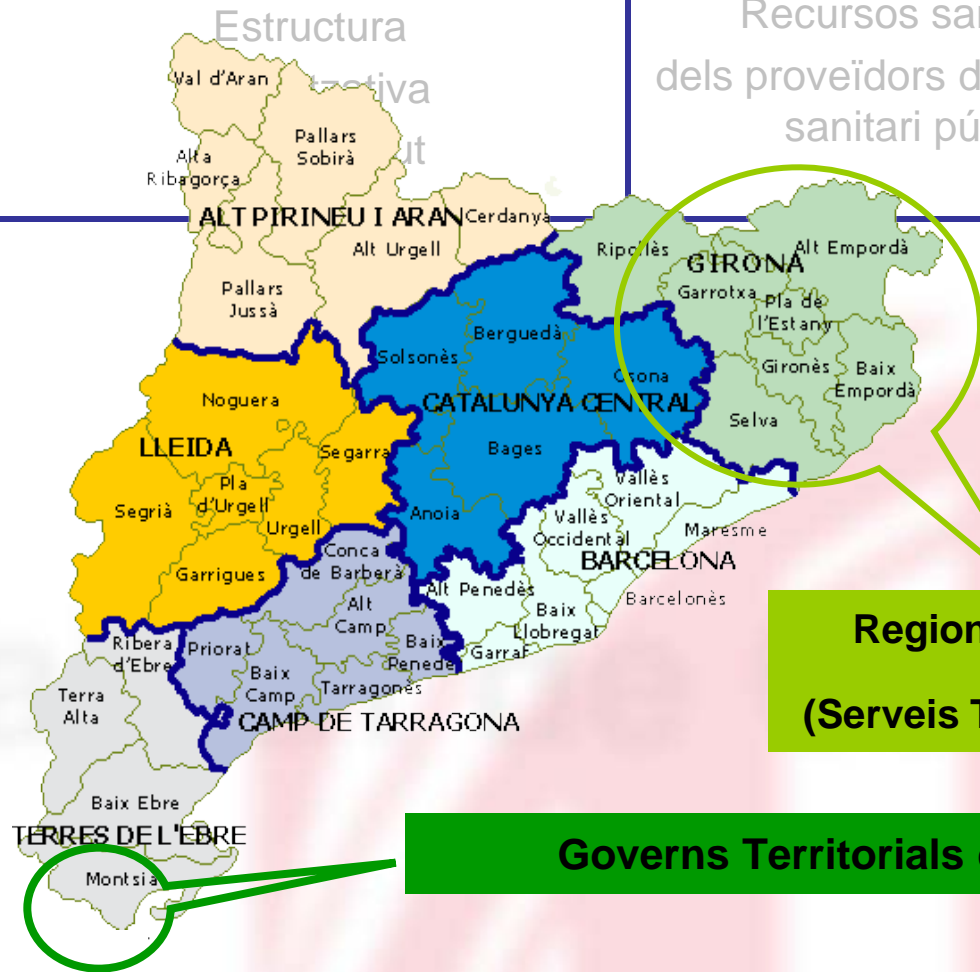 Estructura
Recursos
dels proveïdors
sanitari
Val d'Aran
Pallars
Sobirà
Alta
Ribagorça
ALT PIRINEU I ARAN
Cerdanya
Alt Urgell
Pallars
Jussà
Ripollès
GIRONA
Alt Empordà
Garrotxa
Pla de
l'Estany
Gironès
Baix
Empordà
Selva
Solsonès
Berguedà
Osona
CATALUNYA CENTRAL
Bages
Anoia
Noguera
LLEIDA
Segarra
Pla
d'Urgell
Segrià
Urgell
Garrigues
Vallès
Oriental
Vallès
Occidental
Maresme
BARCELONA
Alt Penedès
Baix
Llobregat
Barcelonès
Garraf
Conca
de Barberà
Alt
Camp
Ribera
d'Ebre
Priorat
Baix
Penede
Baix
Camp
Tarragonès
CAMP DE TARRAGONA
Terra
Alta
Baix Ebre
TERRES DE L'EBRE
Montsia
Region
(Serveis T
Governs Territorials